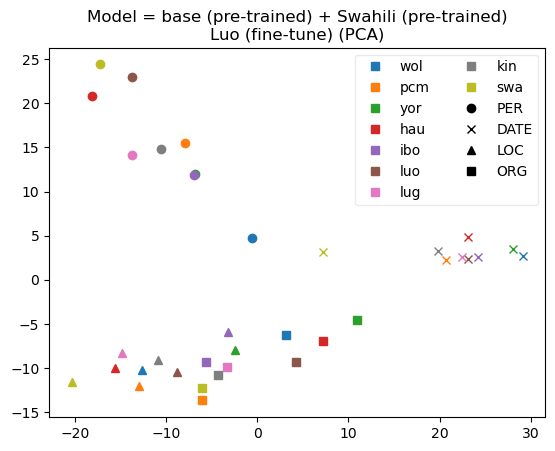 Model = base (pre-trained) + Swahili (pre-trained)
Luo (fine-tune) (PCA)
wol
pcm
yor
hau
ibo
luo
lug
kin
swa
PER
DATE
LOC
ORG
25
20
15
10
5
0
−5
−10
−15
−20
−10
0
10
20
30